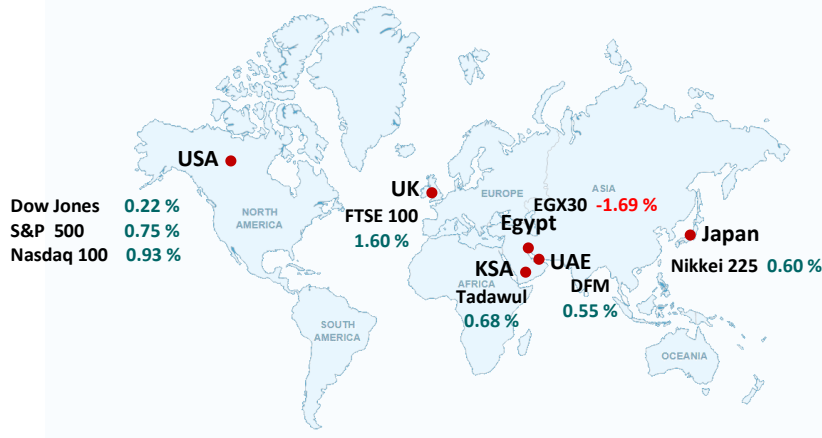 USA
Dow Jones 0.22 %
S&P 500 0.75 %
Nasdaq 100 0.93 %
NORTH
AMERICA
SOUTH
AMERICA
UK
FTSE 100
1.60 %
EUROPE
ASIA
EGX30 -1.69 %
Egypt
KSA
AFRICA
Tadawul
0.68 %
UAE
DFM
0.55 %
Japan
Nikkei 225 0.60 %
OCEANIA